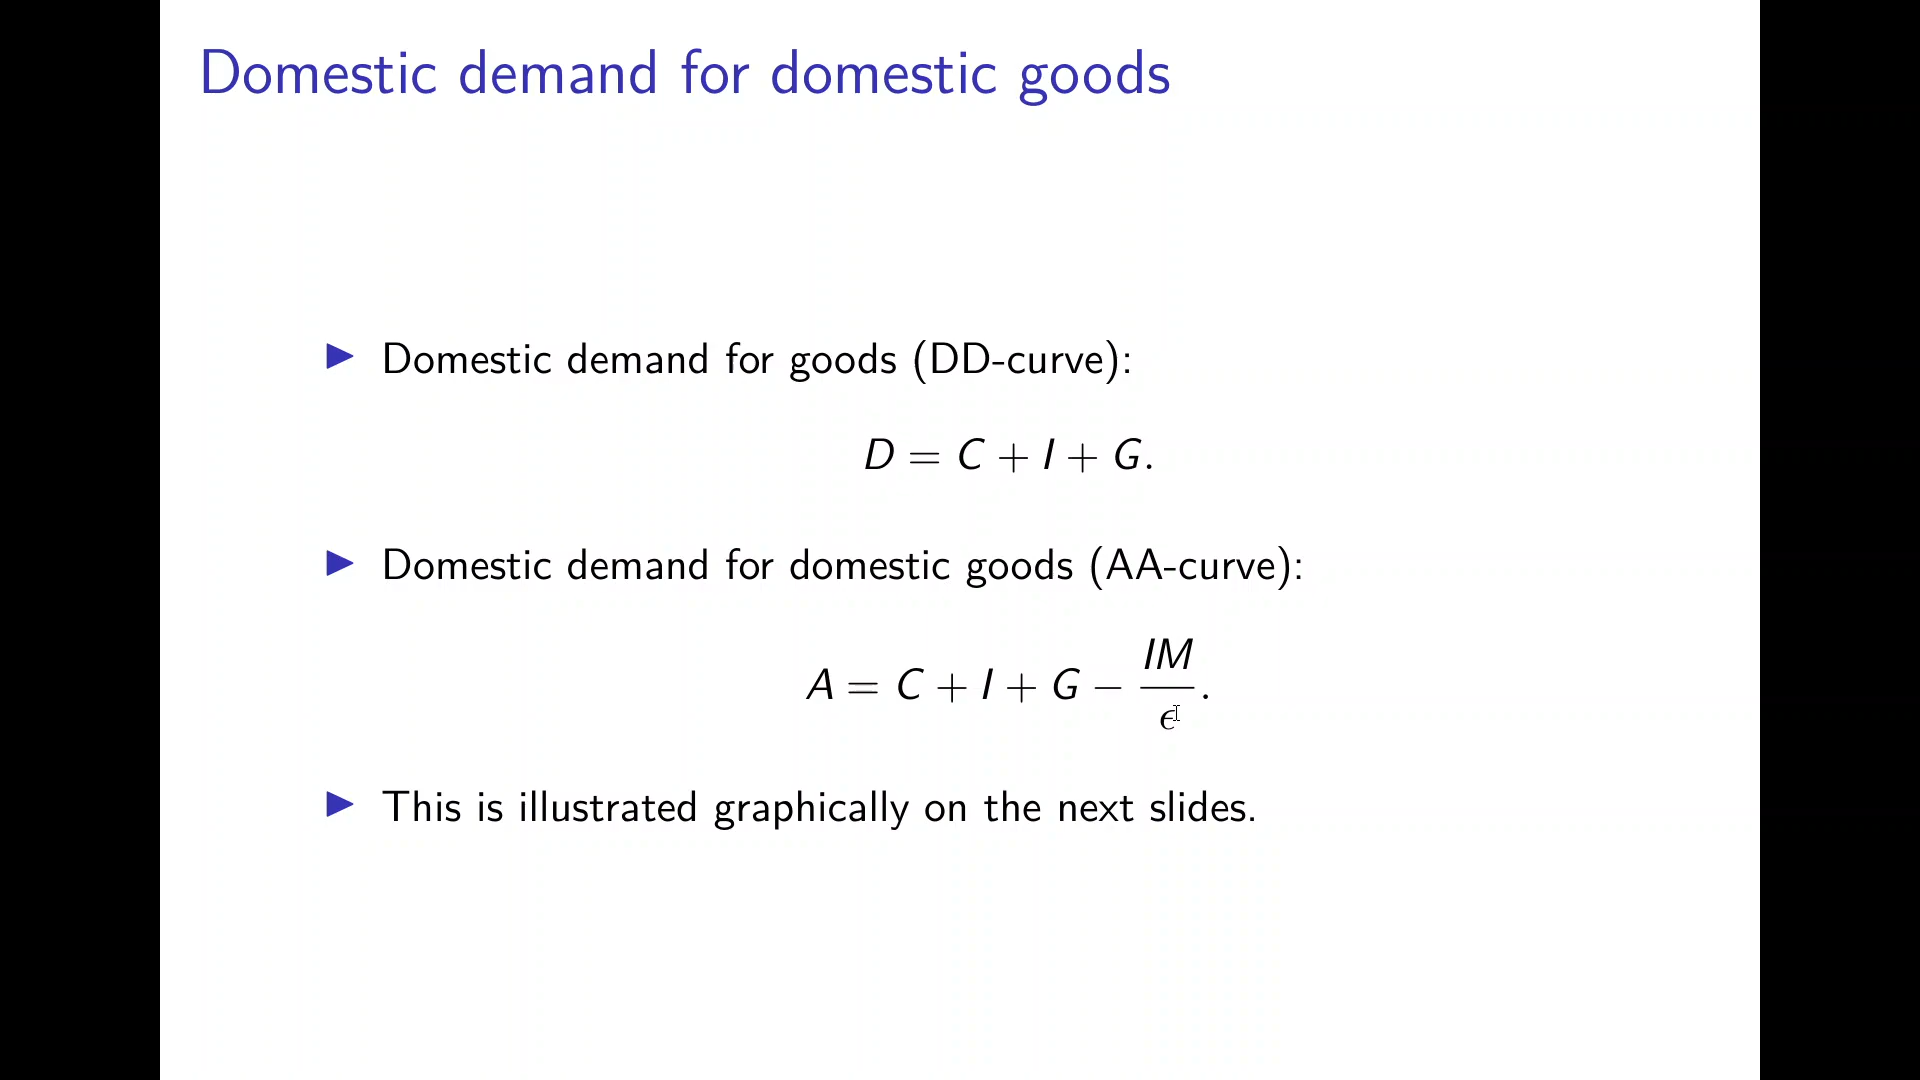 Domestic demand for domestic goods
▶ Domestic demand for goods (DD-curve):
D = C + I + G.
▶ Domestic demand for domestic goods (AA-curve):
A = C + I + G − IM/ϵ.
▶ This is illustrated graphically on the next slides.